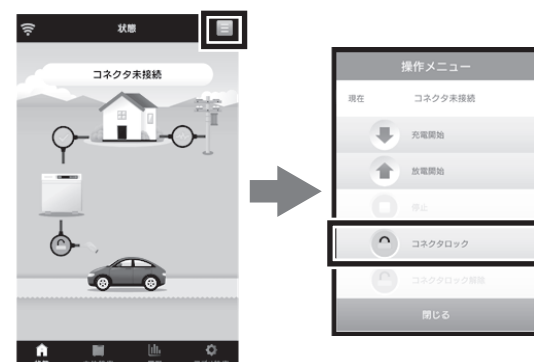 状態
コネクタ未接続
状態
操作メニュー
現在 コネクタ未接続
充電開始
放電開始
停止
コネクタロック
コネクタロック解除
閉じる